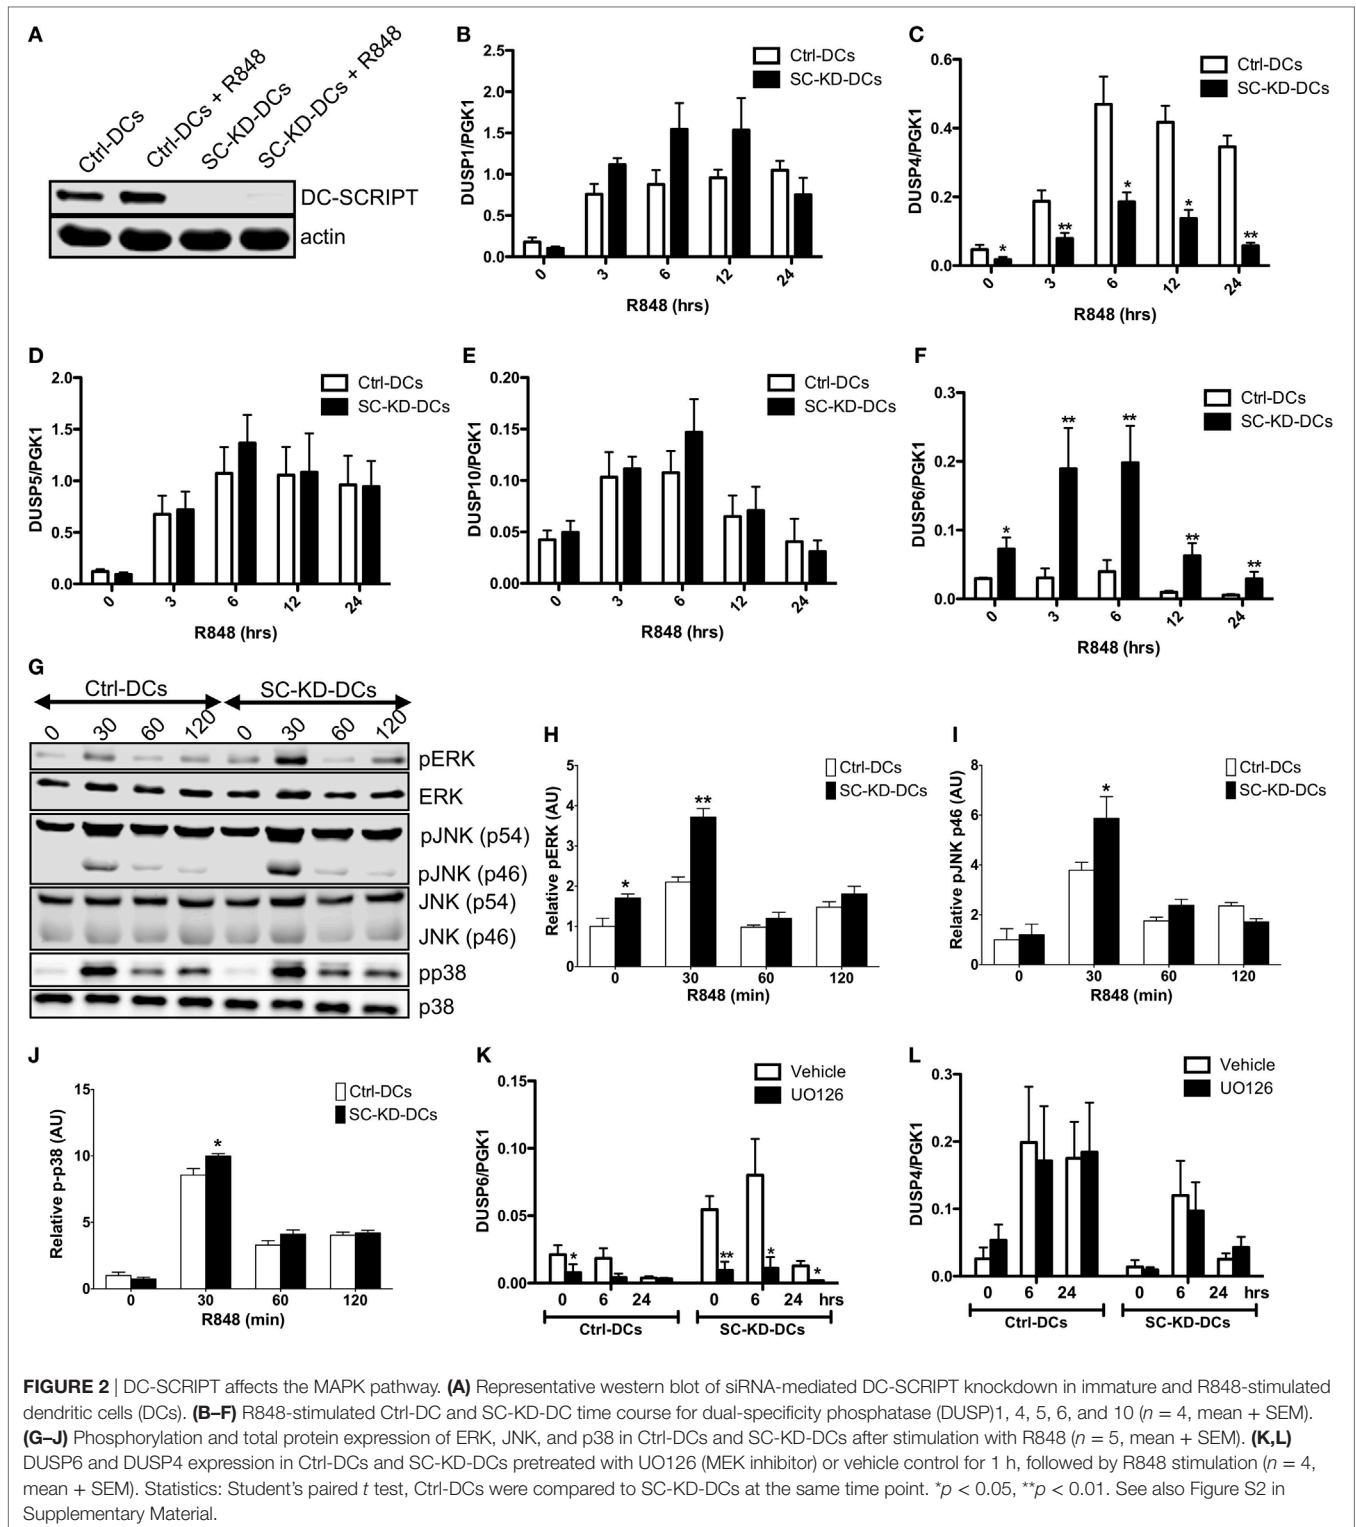 A
Ctrl-DCs
Ctrl-DCs + R848
SC-KD-DCs
SC-KD-DCs + R848
DC-SCRIPT
actin
B
Ctrl-DCs
SC-KD-DCs
DUSP1/PGK1
2.5
2.0
1.5
1.0
0.5
0.0
0 3 6 12 24
R848 (hrs)
C
Ctrl-DCs
SC-KD-DCs
DUSP4/PGK1
0.6
0.4
0.2
0.0
* ** * * **
0 3 6 12 24
R848 (hrs)
D
Ctrl-DCs
SC-KD-DCs
DUSP5/PGK1
2.0
1.5
1.0
0.5
0.0
0 3 6 12 24
R848 (hrs)
E
Ctrl-DCs
SC-KD-DCs
DUSP10/PGK1
0.20
0.15
0.10
0.05
0.00
0 3 6 12 24
R848 (hrs)
F
Ctrl-DCs
SC-KD-DCs
DUSP6/PGK1
0.3
0.2
0.1
0.0
* ** ** ** **
0 3 6 12 24
R848 (hrs)
G
Ctrl-DCs SC-KD-DCs
0 30 60 120 0 30 60 120
pERK
ERK
pJNK (p54)
pJNK (p46)
JNK (p54)
JNK (p46)
pp38
p38
H
Ctrl-DCs
SC-KD-DCs
Relative pERK (AU)
5
4
3
2
1
0
* **
0 30 60 120
R848 (min)
I
Ctrl-DCs
SC-KD-DCs
Relative pJNK p46 (AU)
8
6
4
2
0
*
0 30 60 120
R848 (min)
J
Ctrl-DCs
SC-KD-DCs
Relative p-p38 (AU)
15
10
5
0
*
0 30 60 120
R848 (min)
K
Vehicle
UO126
DUSP6/PGK1
0.15
0.10
0.05
0.00
* ** * *
0 6 24 0 6 24 hrs
Ctrl-DCs SC-KD-DCs
L
Vehicle
UO126
DUSP4/PGK1
0.3
0.2
0.1
0.0
0 6 24 0 6 24 hrs
Ctrl-DCs SC-KD-DCs
FIGURE 2 | DC-SCRIPT affects the MAPK pathway. (A) Representative western blot of siRNA-mediated DC-SCRIPT knockdown in immature and R848-stimulated
dendritic cells (DCs). (B–F) R848-stimulated Ctrl-DC and SC-KD-DC time course for dual-specificity phosphatase (DUSP)1, 4, 5, 6, and 10 (n = 4, mean + SEM).
(G–J) Phosphorylation and total protein expression of ERK, JNK, and p38 in Ctrl-DCs and SC-KD-DCs after stimulation with R848 (n = 5, mean + SEM). (K,L)
DUSP6 and DUSP4 expression in Ctrl-DCs and SC-KD-DCs pretreated with UO126 (MEK inhibitor) or vehicle control for 1 h, followed by R848 stimulation (n = 4,
mean + SEM). Statistics: Student's paired t test, Ctrl-DCs were compared to SC-KD-DCs at the same time point. *p < 0.05, **p < 0.01. See also Figure S2 in
Supplementary Material.